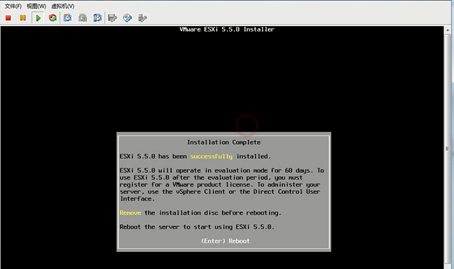 文件(F) 视图(W) 虚拟机(V)
VMware ESXi 5.5.0 Installer
Installation Complete
ESXi 5.5.0 has been successfully installed.
ESXi 5.5.0 will operate in evaluation mode for 60 days. To
use ESXi 5.5.0 after the evaluation period, you must
register for a VMware product license. To administer your
server, use the vSphere Client or the Direct Control User
Interface.
Remove the installation disc before rebooting.
Reboot the server to start using ESXi 5.5.0.
(Enter) Reboot